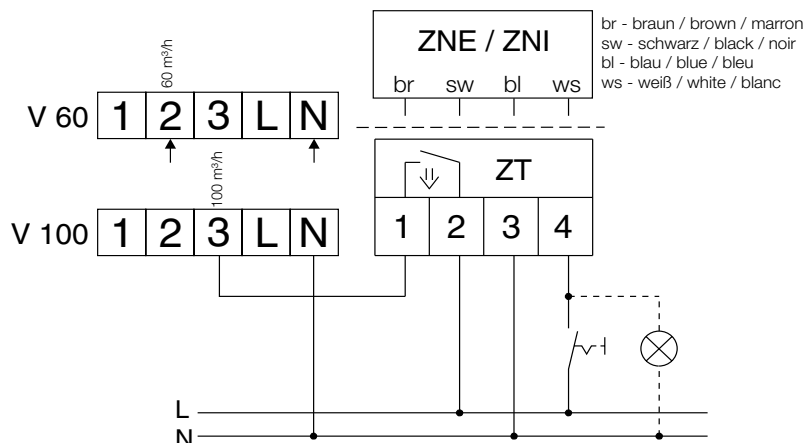 ZNE / ZNI
br sw bl ws
br - braun / brown / marron
sw - schwarz / black / noir
bl - blau / blue / bleu
ws - weiß / white / blanc
60 m³/h
V 60 1 2 3 L N
100 m³/h
ZT
V 100 1 2 3 L N
1 2 3 4
L
N